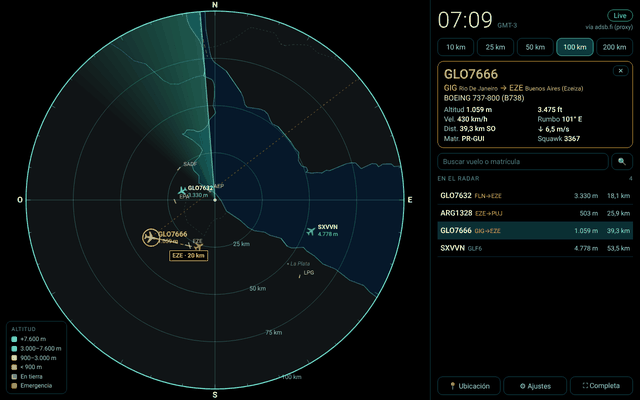 N
O
E
S
SADF
GLO7632
3.330 m
AEP
GLO7666
1.059 m
EZE
EZE · 20 km
SXVVN
4.778 m
La Plata
LPG
25 km
50 km
75 km
100 km
ALTITUD
+7.600 m
3.000–7.600 m
900–3.000 m
< 900 m
En tierra
Emergencia
07:09 GMT-3
Live
vía adsb.fi (proxy)
10 km 25 km 50 km 100 km 200 km
GLO7666
×
GIG Rio De Janeiro → EZE Buenos Aires (Ezeiza)
BOEING 737-800 (B738)
Altitud 1.059 m 3.475 ft
Vel. 430 km/h Rumbo 101° E
Dist. 39,3 km SO ↓ 6,5 m/s
Matr. PR-GUI Squawk 3367
Buscar vuelo o matrícula
EN EL RADAR 4
GLO7632 FLN→EZE 3.330 m 18,1 km
ARG1328 EZE→PUJ 503 m 25,9 km
GLO7666 GIG→EZE 1.059 m 39,3 km
SXVVN GLF6 4.778 m 53,5 km
Ubicación
Ajustes
Completa